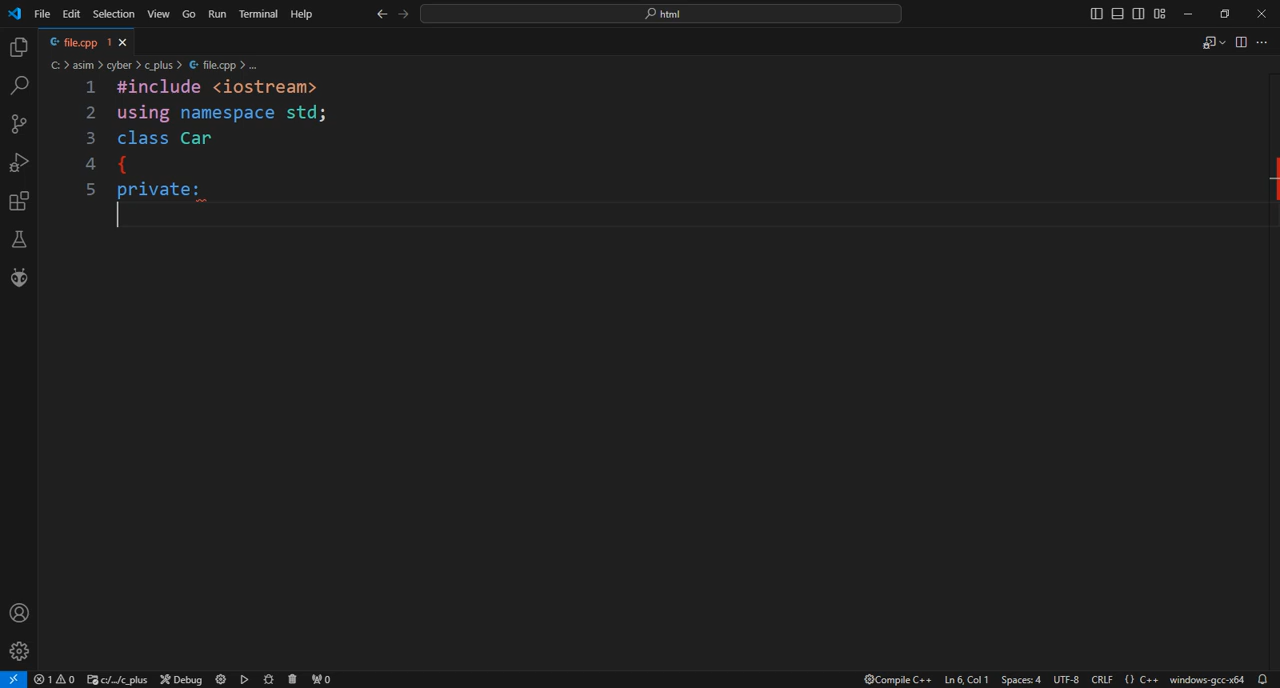 File Edit Selection View Go Run Terminal Help
html
file.cpp 1
C: > asim > cyber > c_plus > file.cpp > ...
1 #include <iostream>
2 using namespace std;
3 class Car
4 {
5 private:
1 0 c:/.../c_plus Debug 0 Compile C++ Ln 6, Col 1 Spaces: 4 UTF-8 CRLF {} C++ windows-gcc-x64